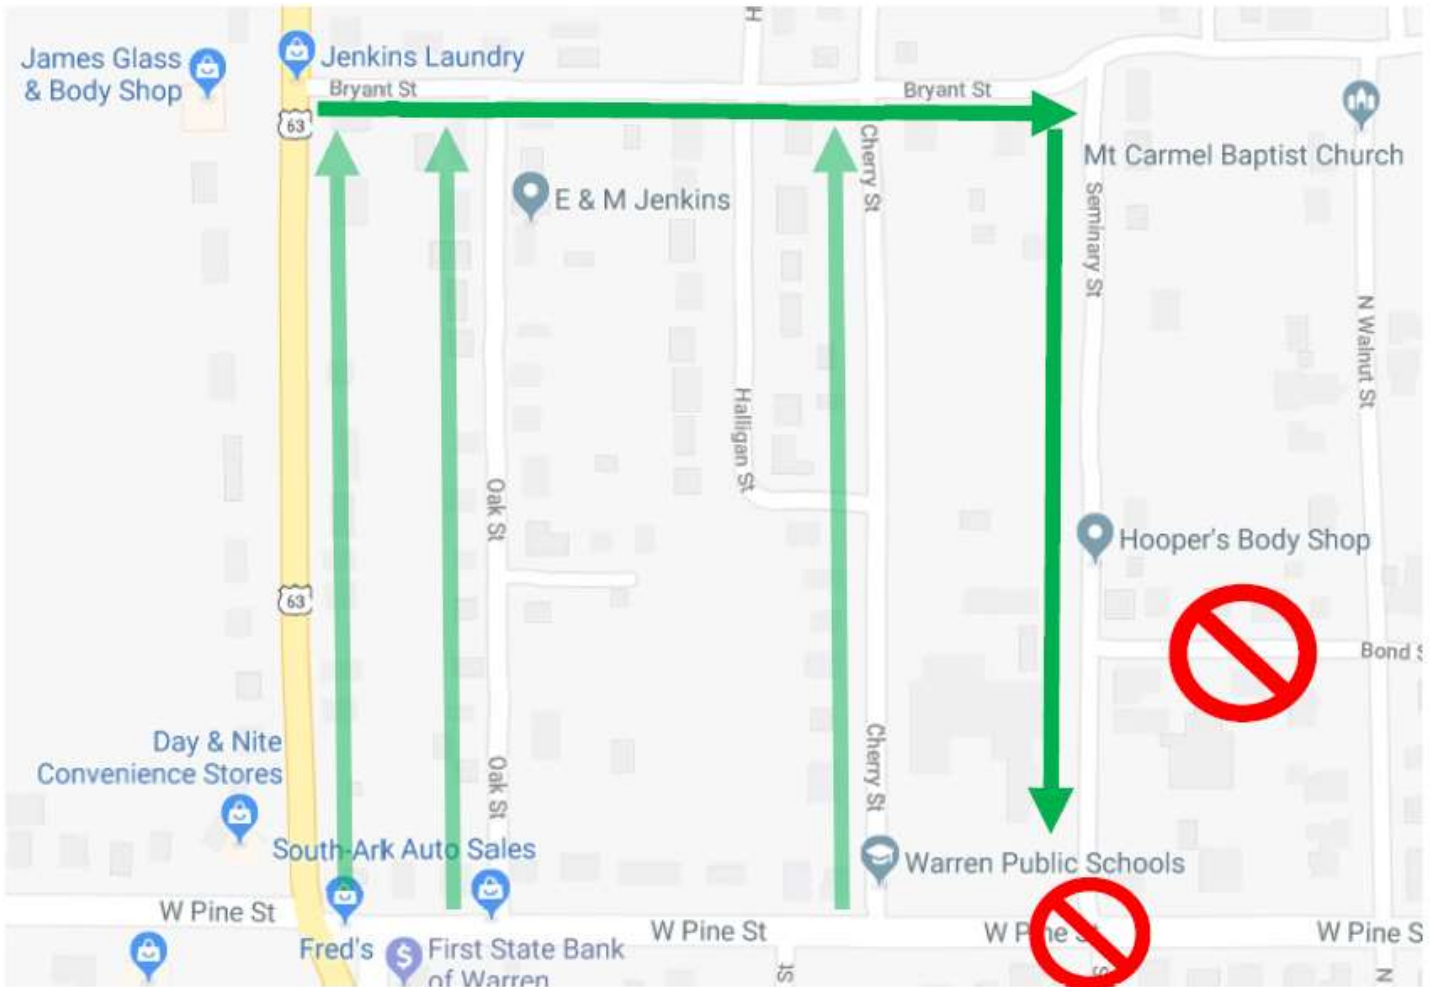 H
James Glass
& Body Shop
Jenkins Laundry
Bryant St
Bryant St
63
Mt Carmel Baptist Church
Cherry St
E & M Jenkins
Seminary St
N Walnut St
Halligan St
Oak St
Hooper's Body Shop
63
Bond S
Day & Nite
Convenience Stores
Oak St
Cherry St
South-Ark Auto Sales
Warren Public Schools
W Pine St
W Pine St
W Pine St
W Pine S
Fred's
$
First State Bank
of Warren
St
S
N